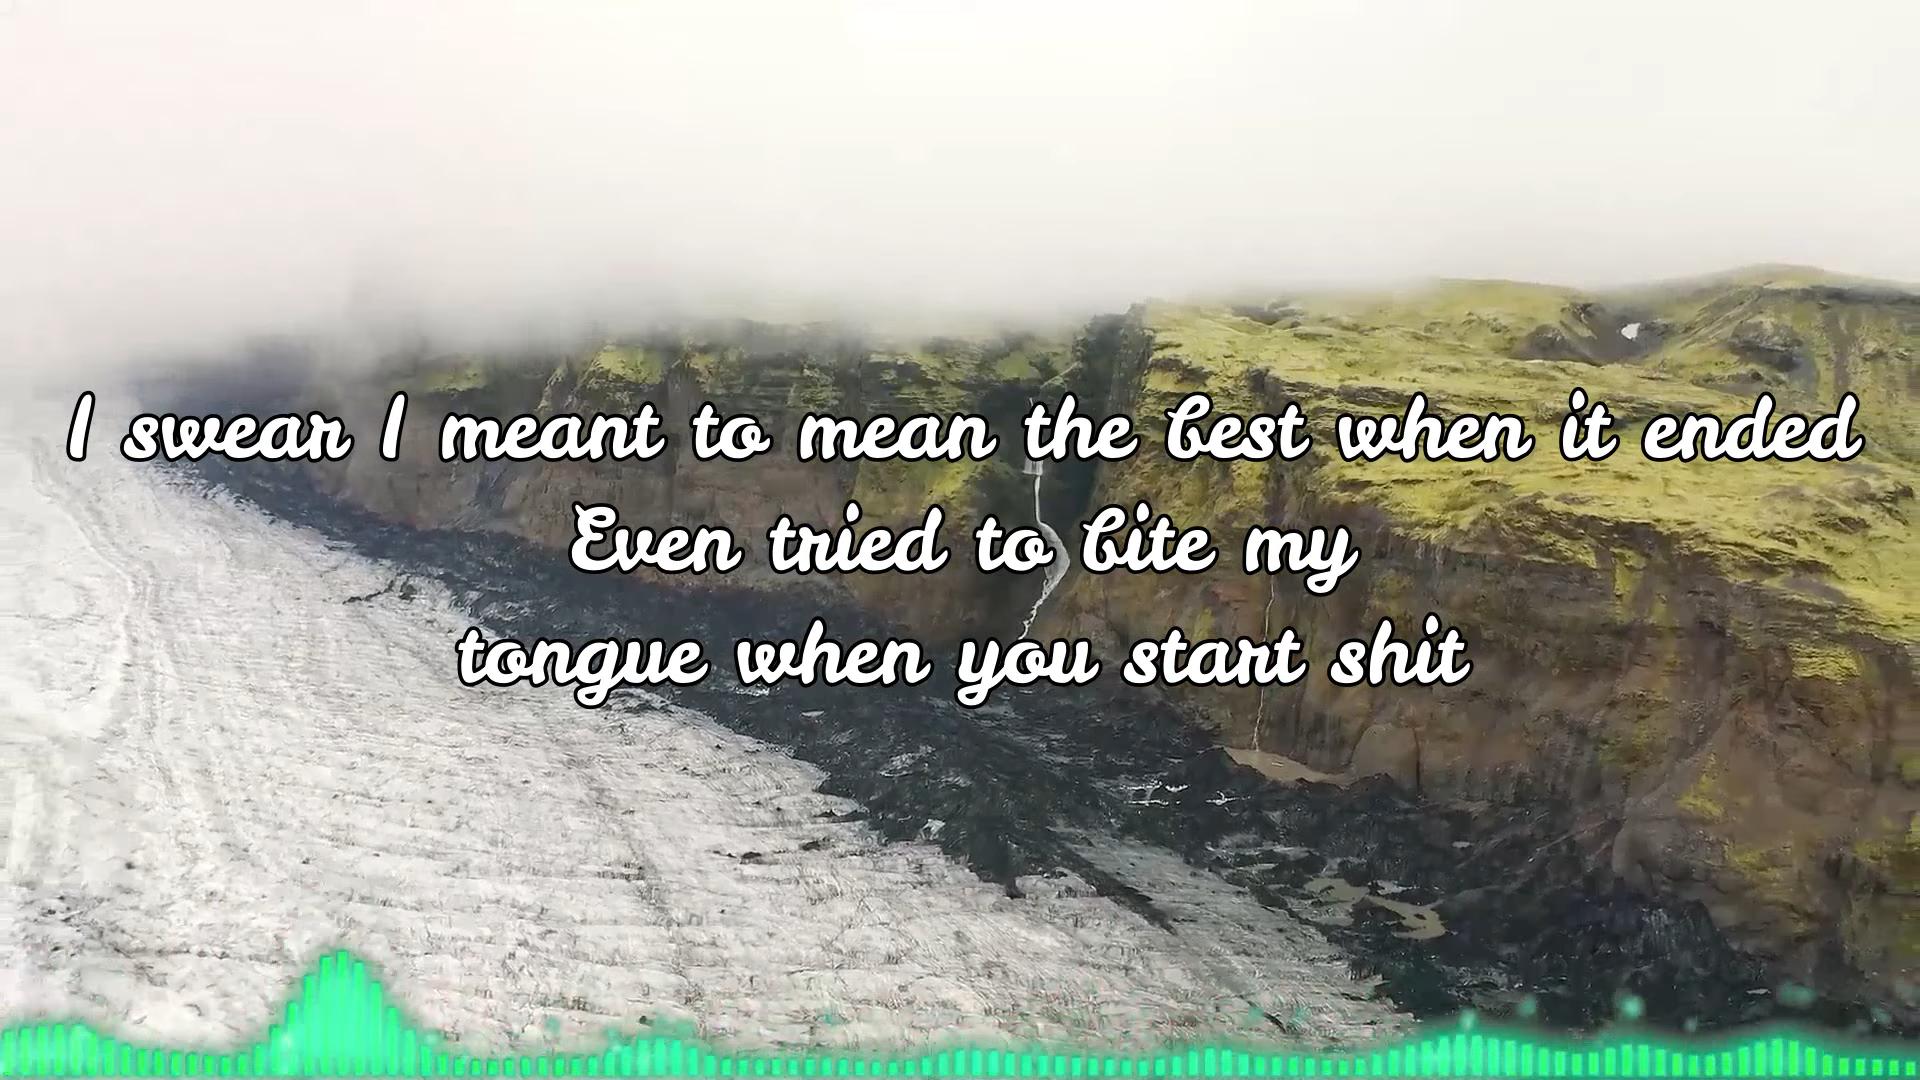 I swear I meant to mean the best when it ended
Even tried to bite my
tongue when you start shit